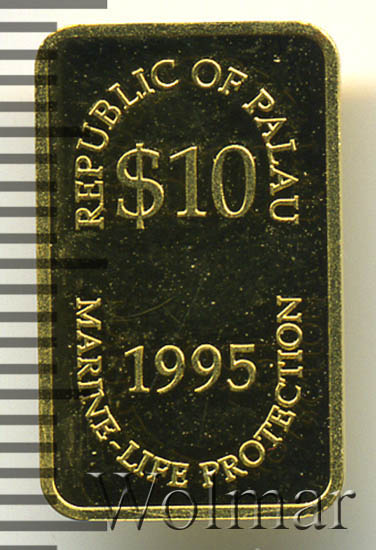 REPUBLIC OF PALAU
$10
1995
MARINE-LIFE PROTECTION
Wolmar